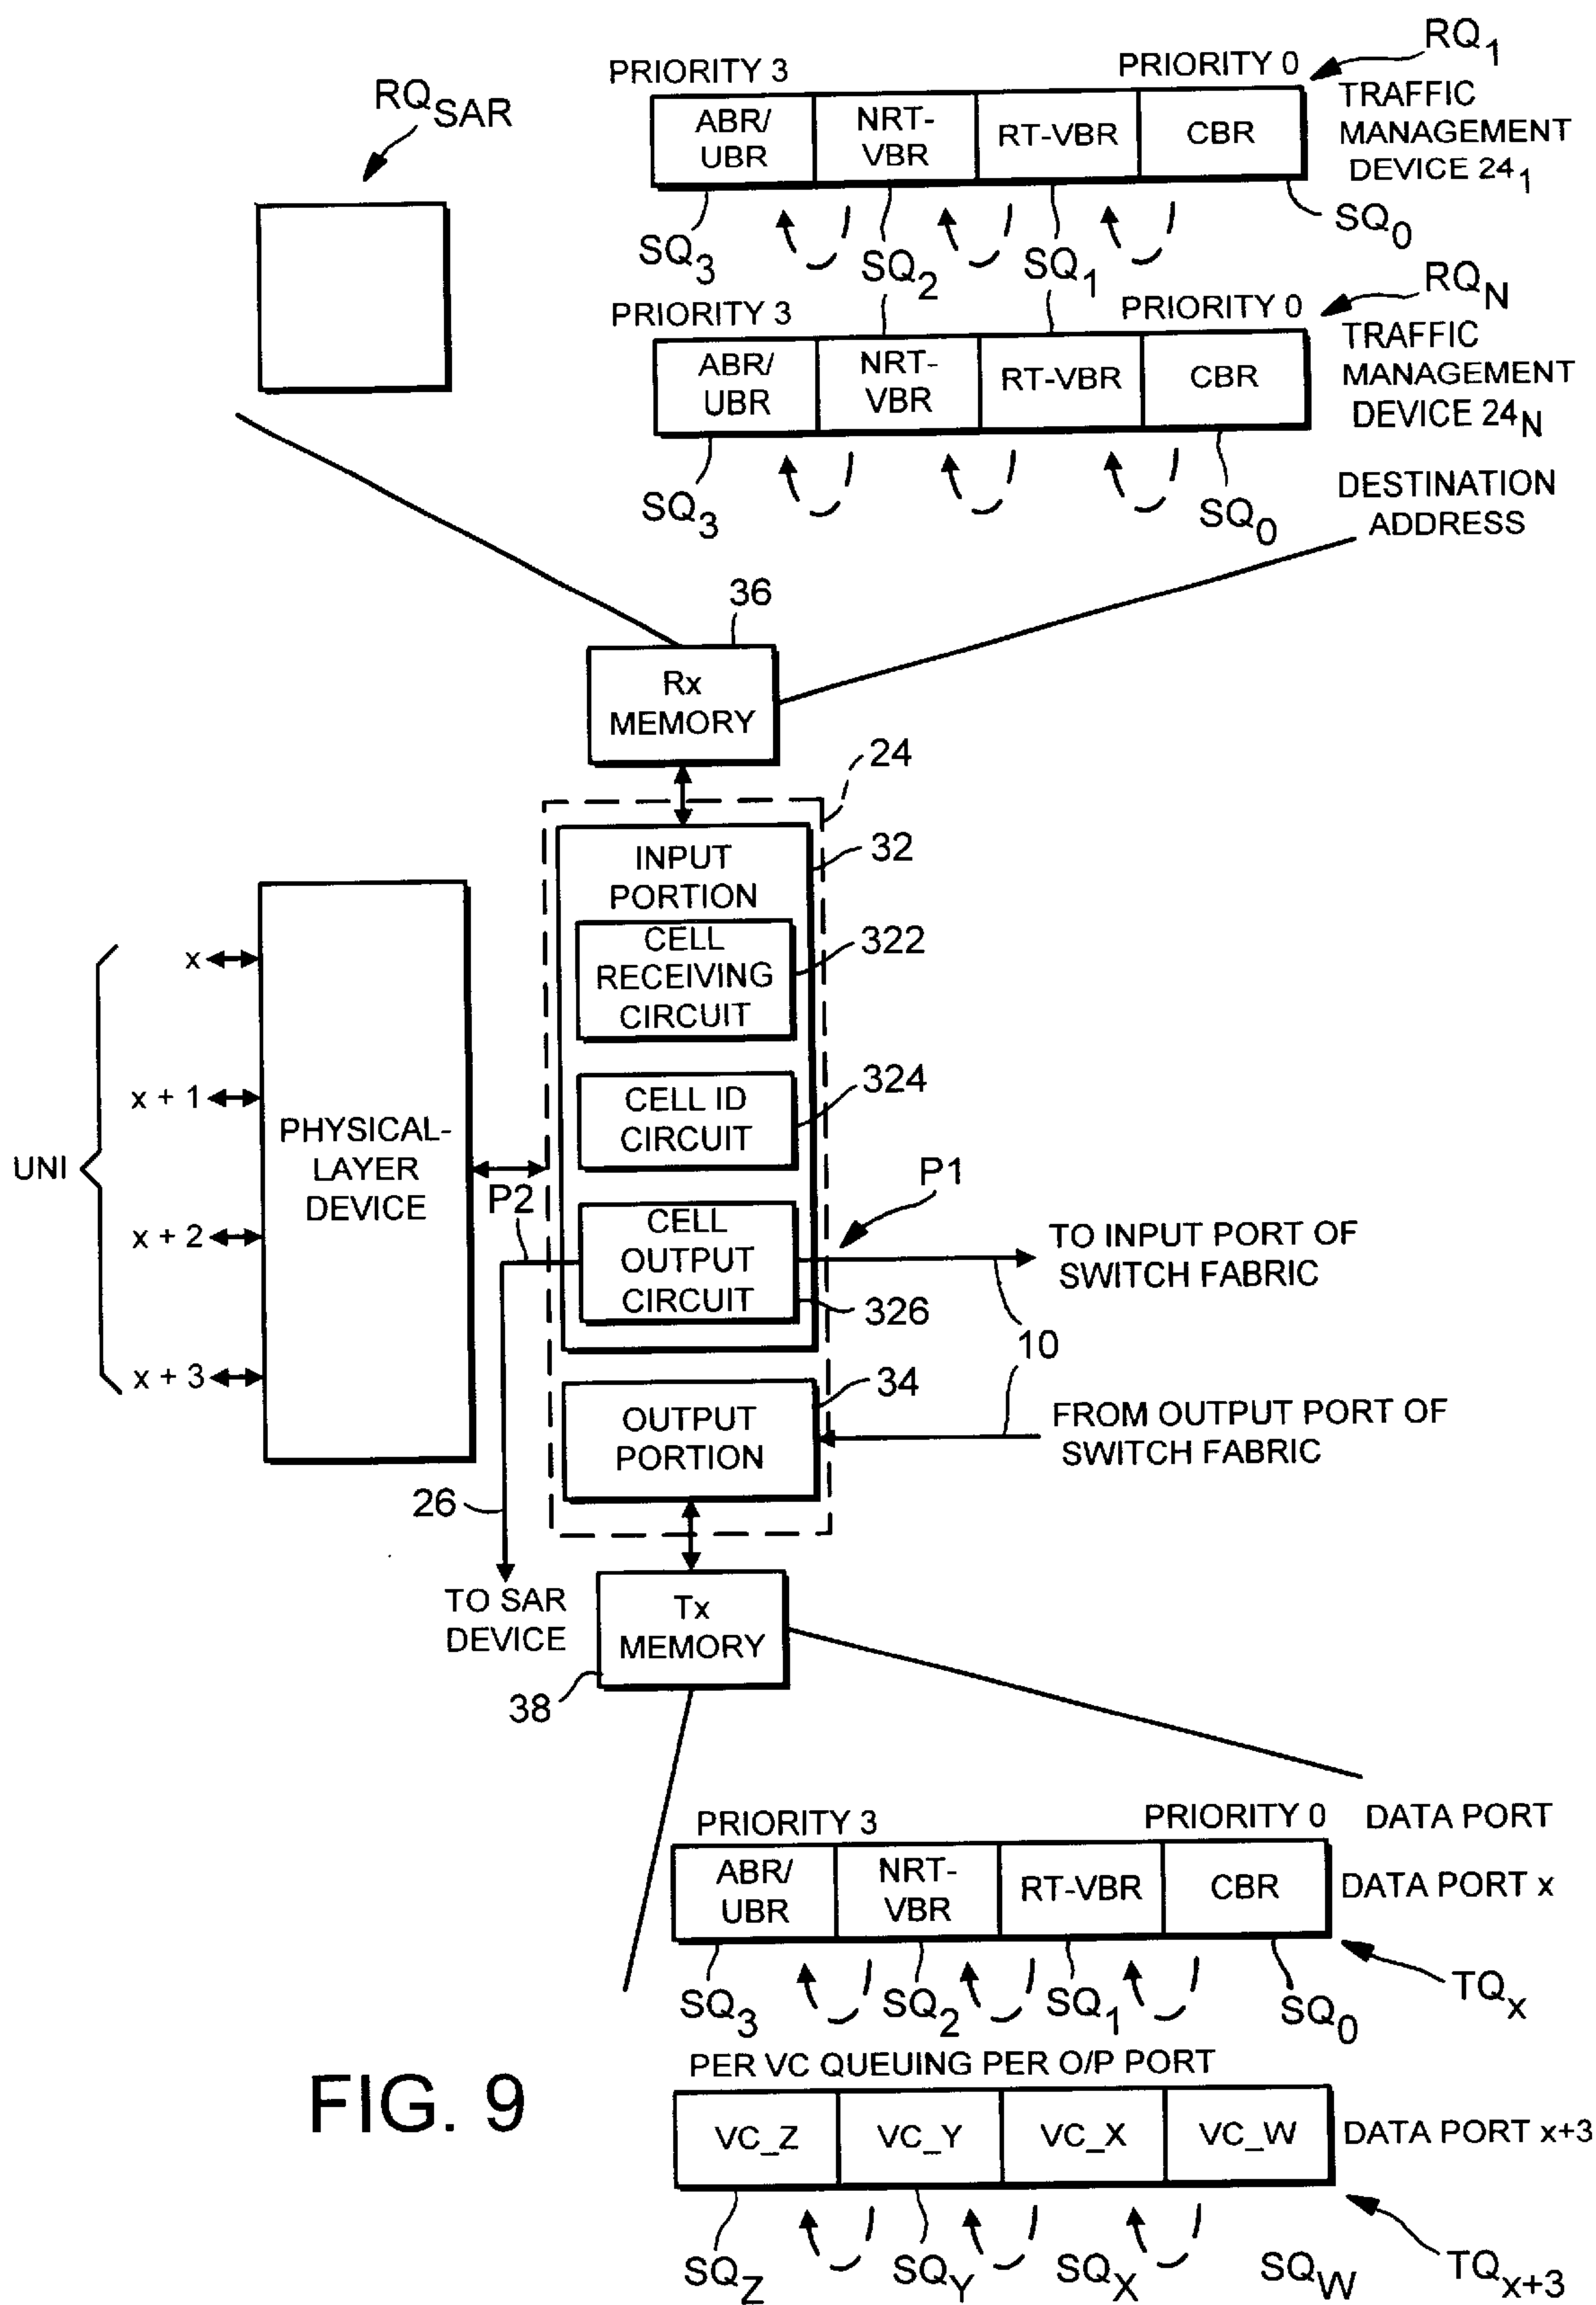 RQ1
PRIORITY 3 PRIORITY 0
RQSAR
ABR/ UBR NRT- VBR RT-VBR CBR
TRAFFIC
MANAGEMENT
DEVICE 241
SQ3 SQ2 SQ1 SQ0
RQN
PRIORITY 3 PRIORITY 0
ABR/ UBR NRT- VBR RT-VBR CBR
TRAFFIC
MANAGEMENT
DEVICE 24N
SQ3 SQ0
DESTINATION
ADDRESS
36
Rx
MEMORY
24
32
INPUT
PORTION
322
CELL
RECEIVING
CIRCUIT
324
CELL ID
CIRCUIT
UNI
x
x + 1
x + 2
x + 3
PHYSICAL-
LAYER
DEVICE
P2
P1
CELL
OUTPUT
CIRCUIT
326
TO INPUT PORT OF
SWITCH FABRIC
10
34
OUTPUT
PORTION
FROM OUTPUT PORT OF
SWITCH FABRIC
26
TO SAR
DEVICE
Tx
MEMORY
38
PRIORITY 3 PRIORITY 0 DATA PORT
ABR/ UBR NRT- VBR RT-VBR CBR
DATA PORT x
SQ3 SQ2 SQ1 SQ0
TQx
PER VC QUEUING PER O/P PORT
VC_Z VC_Y VC_X VC_W
DATA PORT x+3
SQZ SQY SQX SQW
TQx+3
FIG. 9